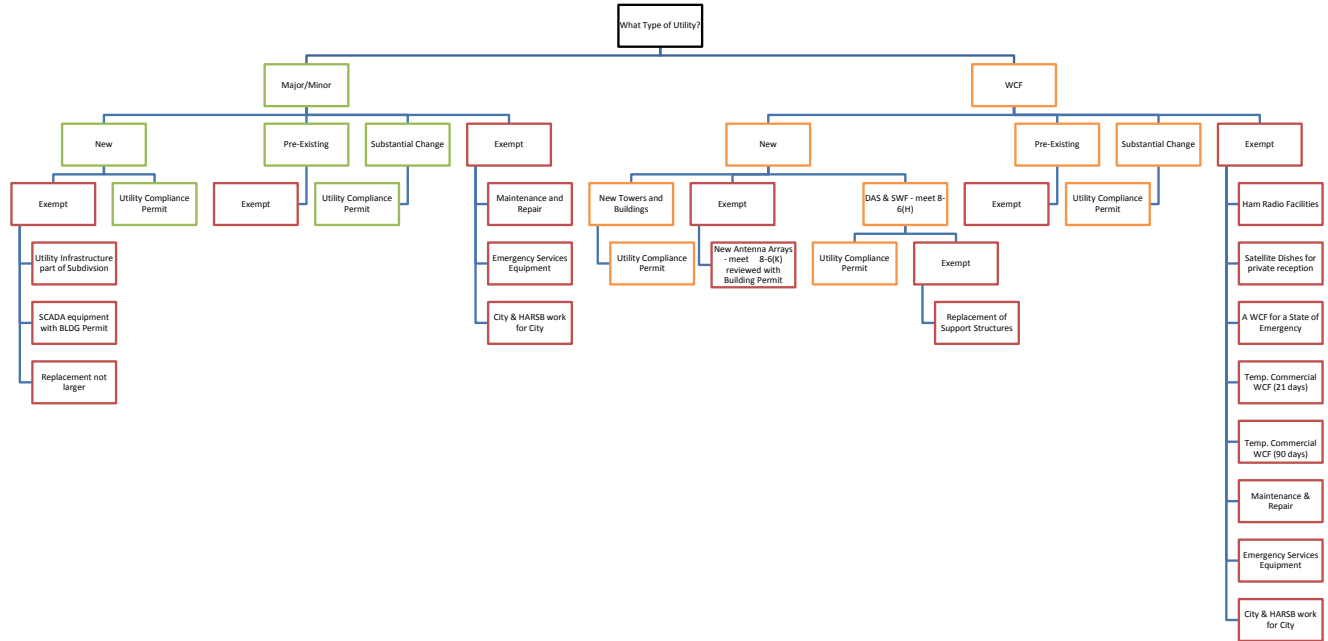 What Type of Utility?
Major/Minor
WCF
New
Pre-Existing
Substantial Change
Exempt
New
Pre-Existing
Substantial Change
Exempt
Exempt
Utility Compliance
Permit
Exempt
Utility Compliance
Permit
Maintenance and
Repair
New Towers and
Buildings
Exempt
DAS & SWF - meet 8-
6(H)
Exempt
Utility Compliance
Permit
Ham Radio Facilities
Utility Infrastructure
part of Subdivsion
Emergency Services
Equipment
Utility Compliance
Permit
New Antenna Arrays
- meet 8-6(K)
reviewed with
Building Permit
Utility Compliance
Permit
Exempt
Satellite Dishes for
private reception
SCADA equipment
with BLDG Permit
City & HARSB work
for City
Replacement of
Support Structures
A WCF for a State of
Emergency
Replacement not
larger
Temp. Commercial
WCF (21 days)
Temp. Commercial
WCF (90 days)
Maintenance &
Repair
Emergency Services
Equipment
City & HARSB work
for City